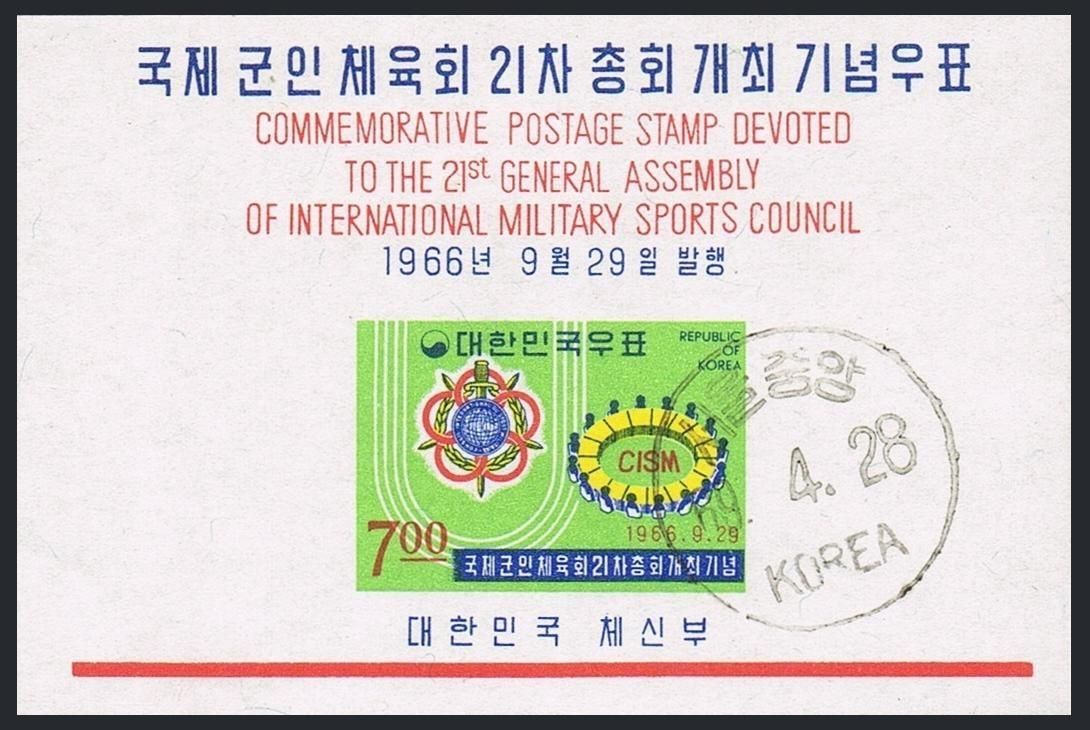 국제 군인 체육회 21차 총회 개최 기념우표
COMMEMORATIVE POSTAGE STAMP DEVOTED
TO THE 21st GENERAL ASSEMBLY
OF INTERNATIONAL MILITARY SPORTS COUNCIL
1966년 9월 29일 발행
대한민국우표
REPUBLIC
OF
KOREA
CISM
1966.9.29
700
국제군인체육회21차총회개최기념
중앙
4. 28
KOREA
대한민국 체신부